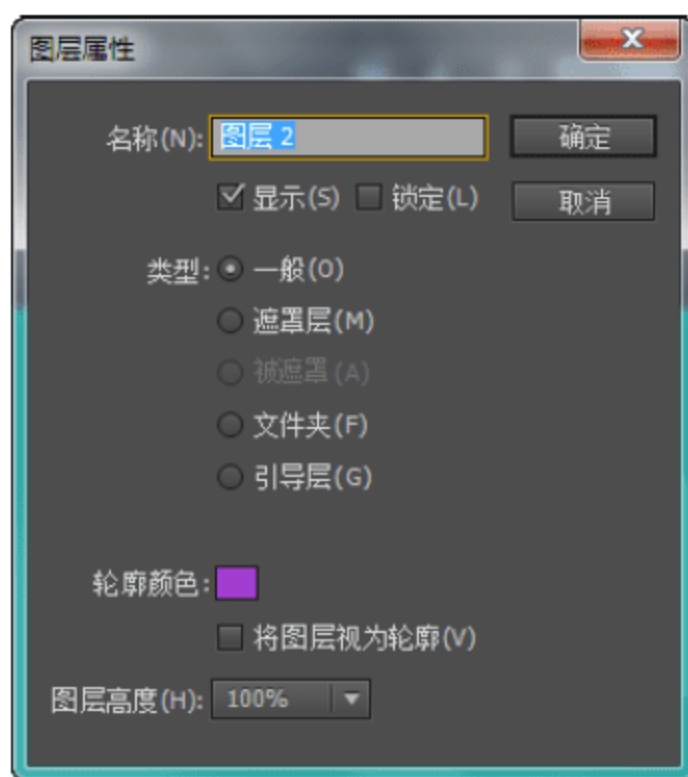 图层属性
名称(N): 图层 2 确定
显示(S) 锁定(L) 取消
类型: 一般(O)
遮罩层(M)
被遮罩(A)
文件夹(F)
引导层(G)
轮廓颜色:
将图层视为轮廓(V)
图层高度(H): 100%